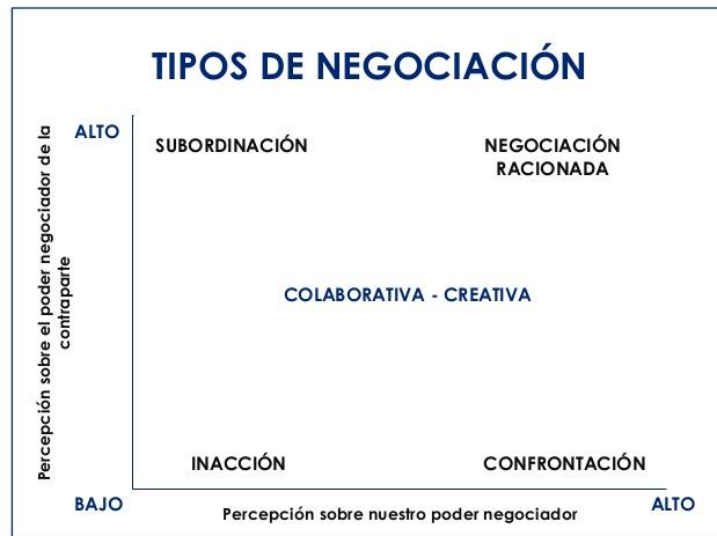 TIPOS DE NEGOCIACIÓN
Percepción sobre el poder negociador de la
contraparte
ALTO
SUBORDINACIÓN
NEGOCIACIÓN
RACIONADA
COLABORATIVA - CREATIVA
INACCIÓN
CONFRONTACIÓN
BAJO
Percepción sobre nuestro poder negociador
ALTO